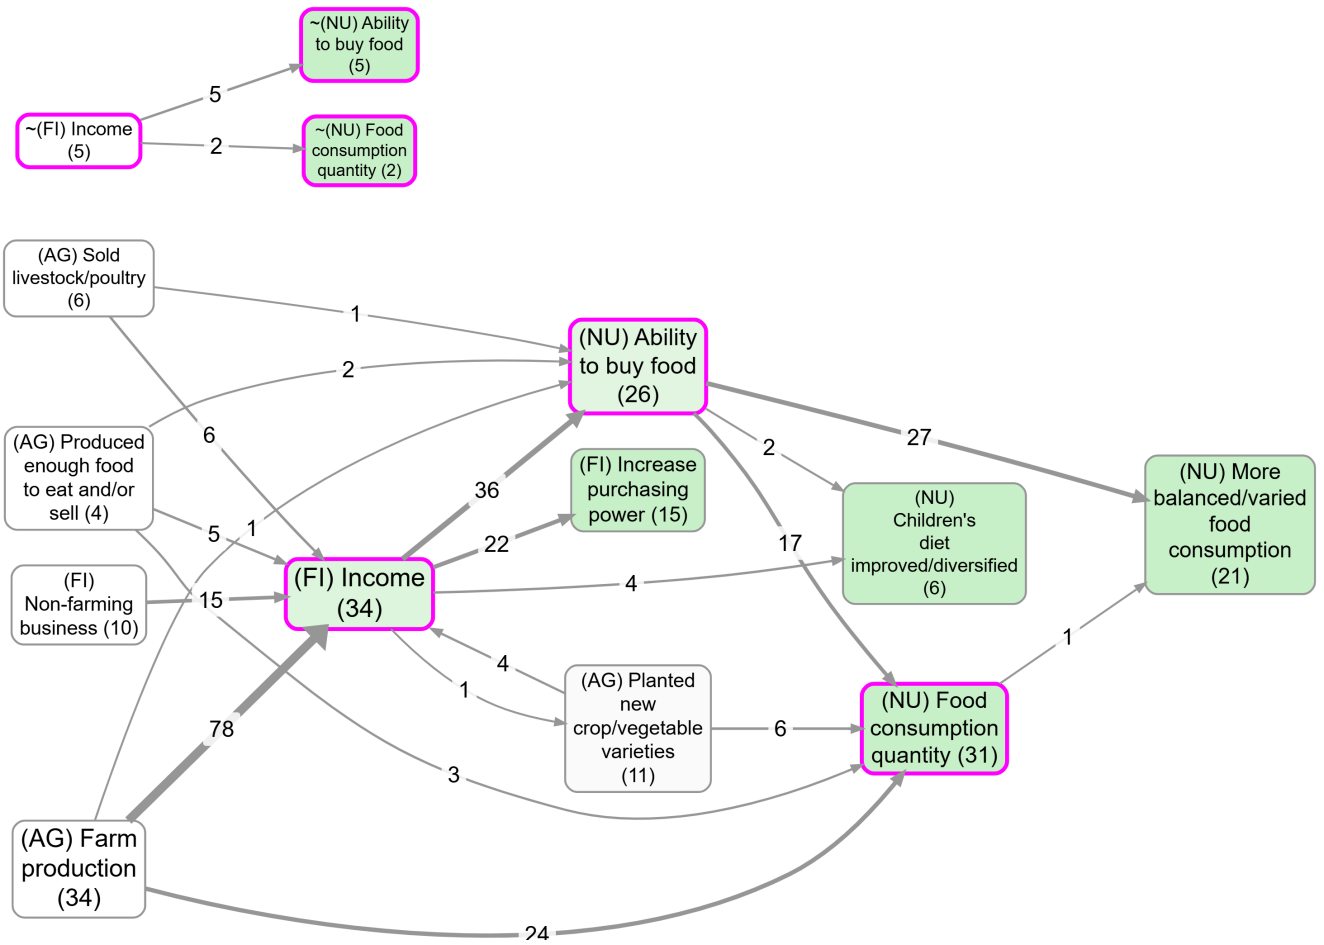 ~(NU) Ability
to buy food
(5)
5
~(FI) Income
(5)
2
~(NU) Food
consumption
quantity (2)
(AG) Sold
livestock/poultry
(6)
1
2
(NU) Ability
to buy food
(26)
6
(AG) Produced
enough food
to eat and/or
sell (4)
27
2
(FI) Increase
purchasing
power (15)
36
(NU) More
balanced/varied
food
consumption
(21)
(NU)
Children's
diet
improved/diversified
(6)
5
1
22
17
(FI)
Non-farming
business (10)
15
(FI) Income
(34)
4
1
4
1
(AG) Planted
new
crop/vegetable
varieties
(11)
6
(NU) Food
consumption
quantity (31)
78
3
(AG) Farm
production
(34)
24